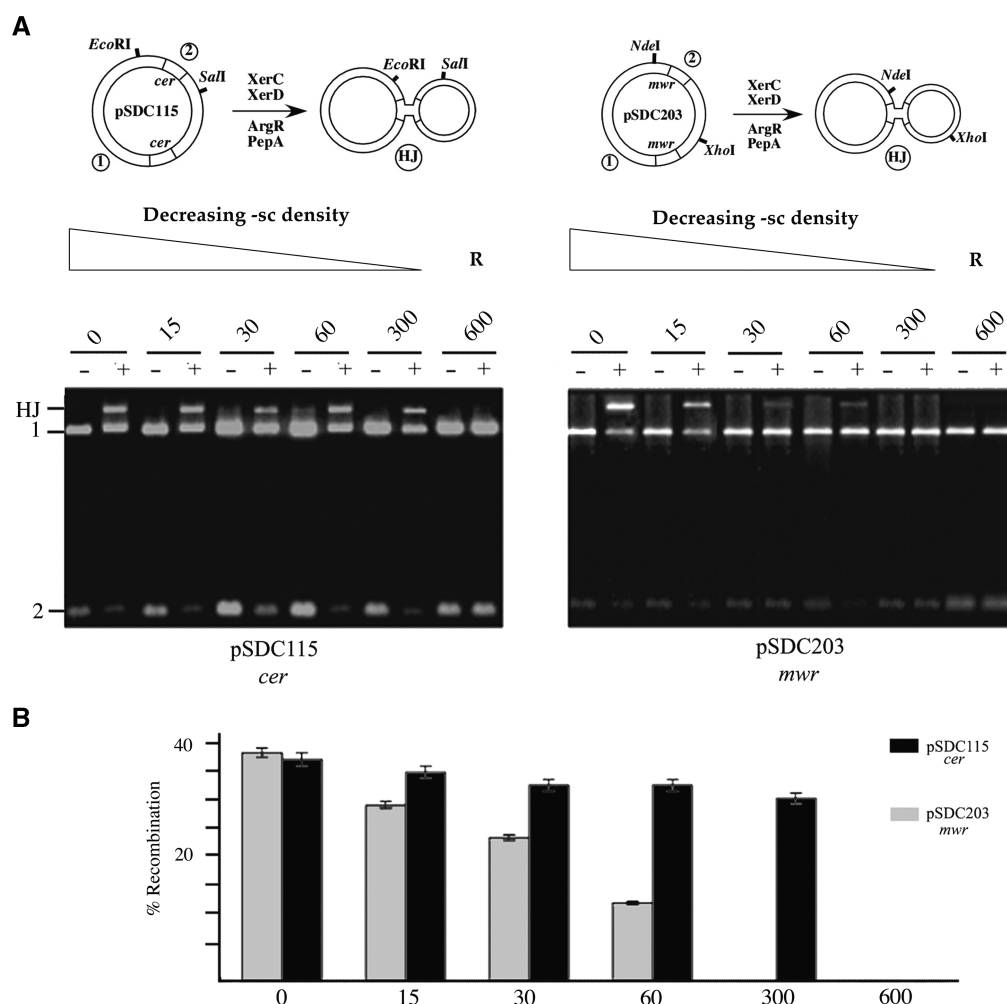 A
EcoRI
2
cer
SalI
pSDC115
cer
1
XerC
XerD
ArgR
PepA
EcoRI
SalI
HJ
NdeI
2
mwr
pSDC203
mwr
XhoI
1
XerC
XerD
ArgR
PepA
NdeI
XhoI
HJ
Decreasing -sc density
R
0 15 30 60 300 600
- + - + - + - + - + - +
HJ
1
2
pSDC115
cer
Decreasing -sc density
R
0 15 30 60 300 600
- + - + - + - + - + - +
pSDC203
mwr
B
% Recombination
40
20
0 15 30 60 300 600
pSDC115
cer
pSDC203
mwr